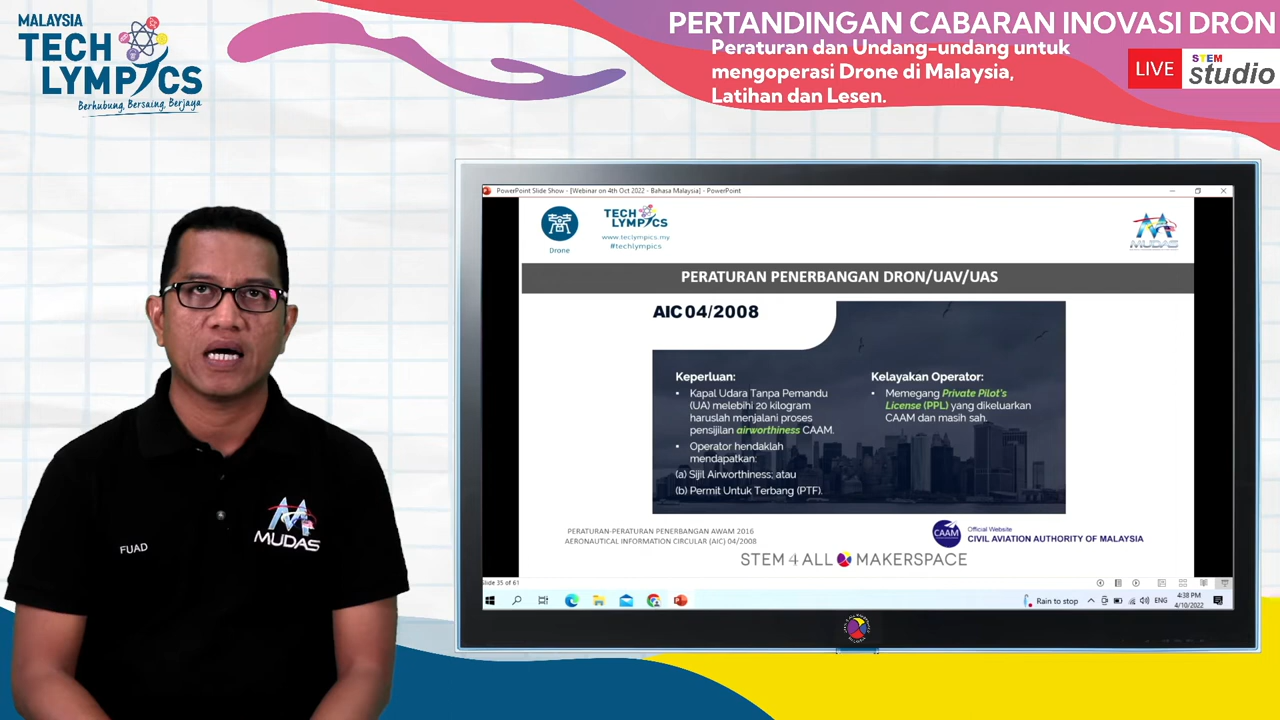 MALAYSIA
TECH
LYMPICS
Berhubung, Bersaing, Berjaya
PERTANDINGAN CABARAN INOVASI DRON
Peraturan dan Undang-undang untuk
mengoperasi Drone di Malaysia,
Latihan dan Lesen.
LIVE
STEM
studio
PowerPoint Slide Show - [Webinar on 4th Oct 2022 - Bahasa Malaysia] - PowerPoint
Drone
TECH
LYMPICS
www.teclympics.my
#techlympics
MUDAS
PERATURAN PENERBANGAN DRON/UAV/UAS
AIC 04/2008
Keperluan:
• Kapal Udara Tanpa Pemandu
(UA) melebihi 20 kilogram
haruslah menjalani proses
pensijilan airworthiness CAAM.
• Operator hendaklah
mendapatkan:
(a) Sijil Airworthiness; atau
(b) Permit Untuk Terbang (PTF).
Kelayakan Operator:
• Memegang Private Pilot's
License (PPL) yang dikeluarkan
CAAM dan masih sah.
PERATURAN-PERATURAN PENERBANGAN AWAM 2016
AERONAUTICAL INFORMATION CIRCULAR (AIC) 04/2008
CAAM
Official Website
CIVIL AVIATION AUTHORITY OF MALAYSIA
STEM 4 ALL MAKERSPACE
Slide 35 of 61
Rain to stop
ENG
4:38 PM
4/10/2022
FUAD
MUDAS